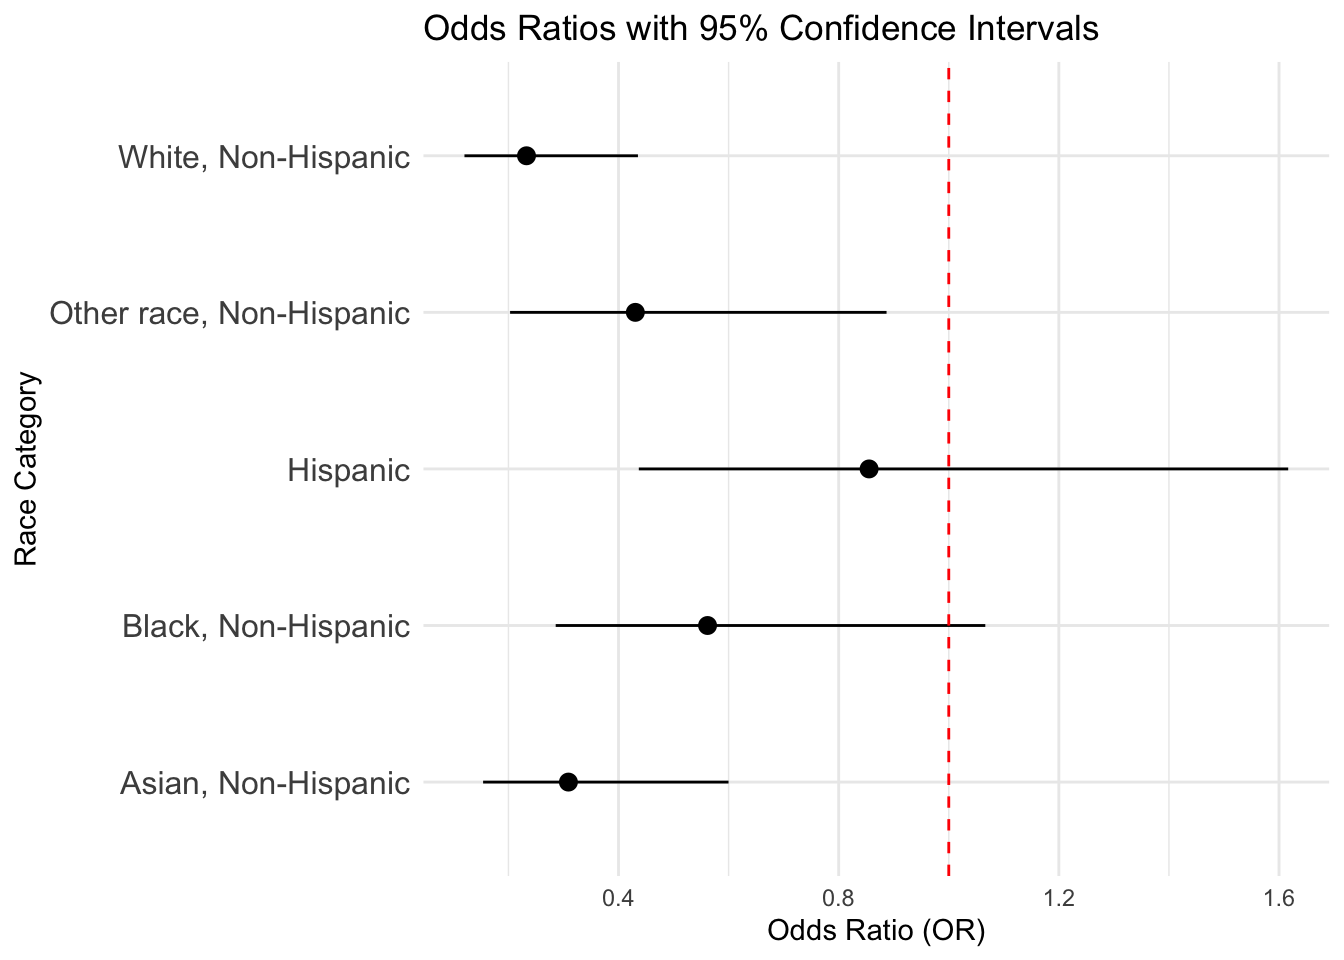 Odds Ratios with 95% Confidence Intervals
White, Non-Hispanic
Other race, Non-Hispanic
Hispanic
Black, Non-Hispanic
Asian, Non-Hispanic
Race Category
0.4 0.8 1.2 1.6
Odds Ratio (OR)